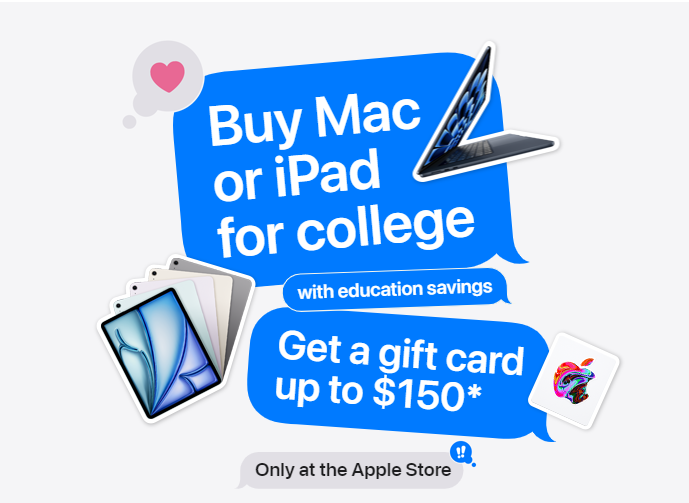 Buy Mac
or iPad
for college
with education savings
Get a gift card
up to $150*
Only at the Apple Store
!!